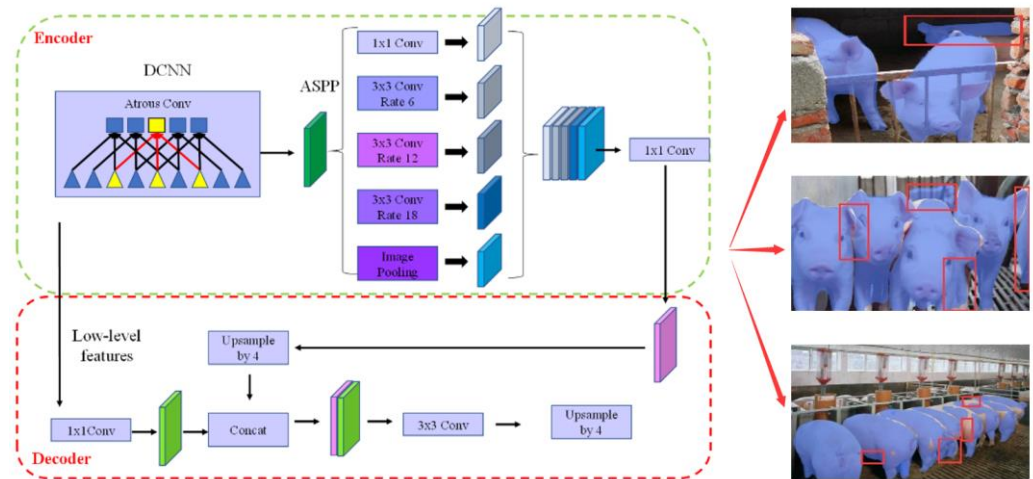 Encoder
DCNN
Atrous Conv
ASPP
1x1 Conv
3x3 Conv
Rate 6
3x3 Conv
Rate 12
3x3 Conv
Rate 18
Image
Pooling
1x1 Conv
Low-level
features
Upsample
by 4
1x1Conv
Concat
3x3 Conv
Upsample
by 4
Decoder